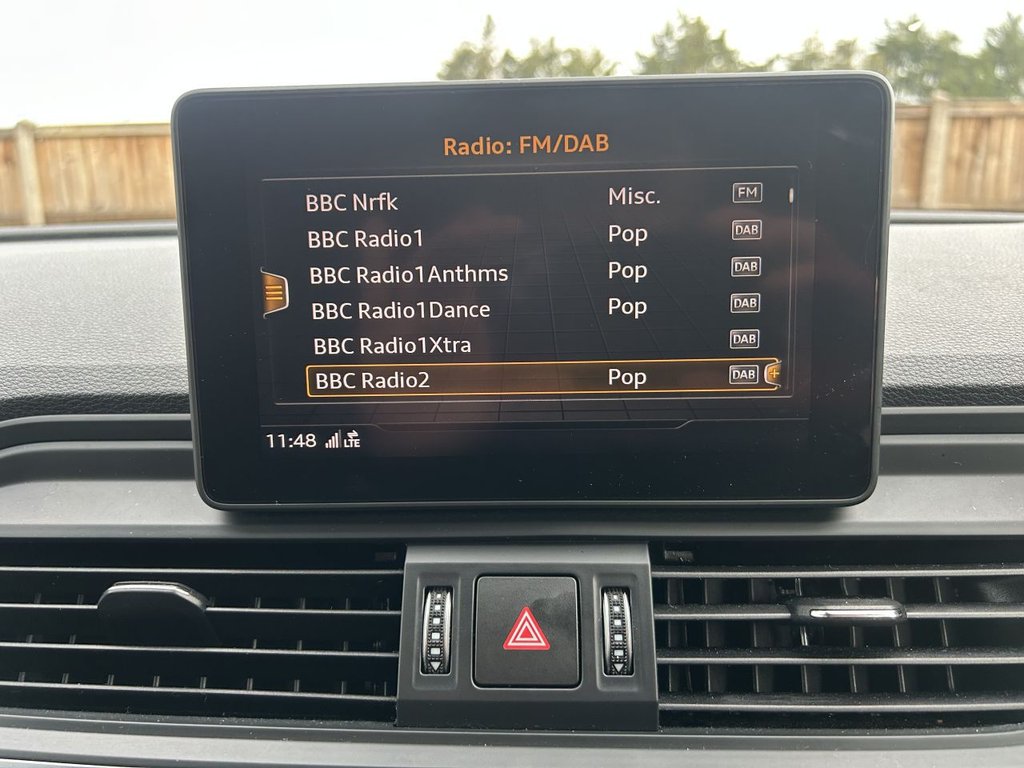 Radio: FM/DAB
BBC Nrfk Misc. FM
BBC Radio1 Pop DAB
BBC Radio1Anthms Pop DAB
BBC Radio1Dance Pop DAB
BBC Radio1Xtra DAB
BBC Radio2 Pop DAB +
11:48 LTE